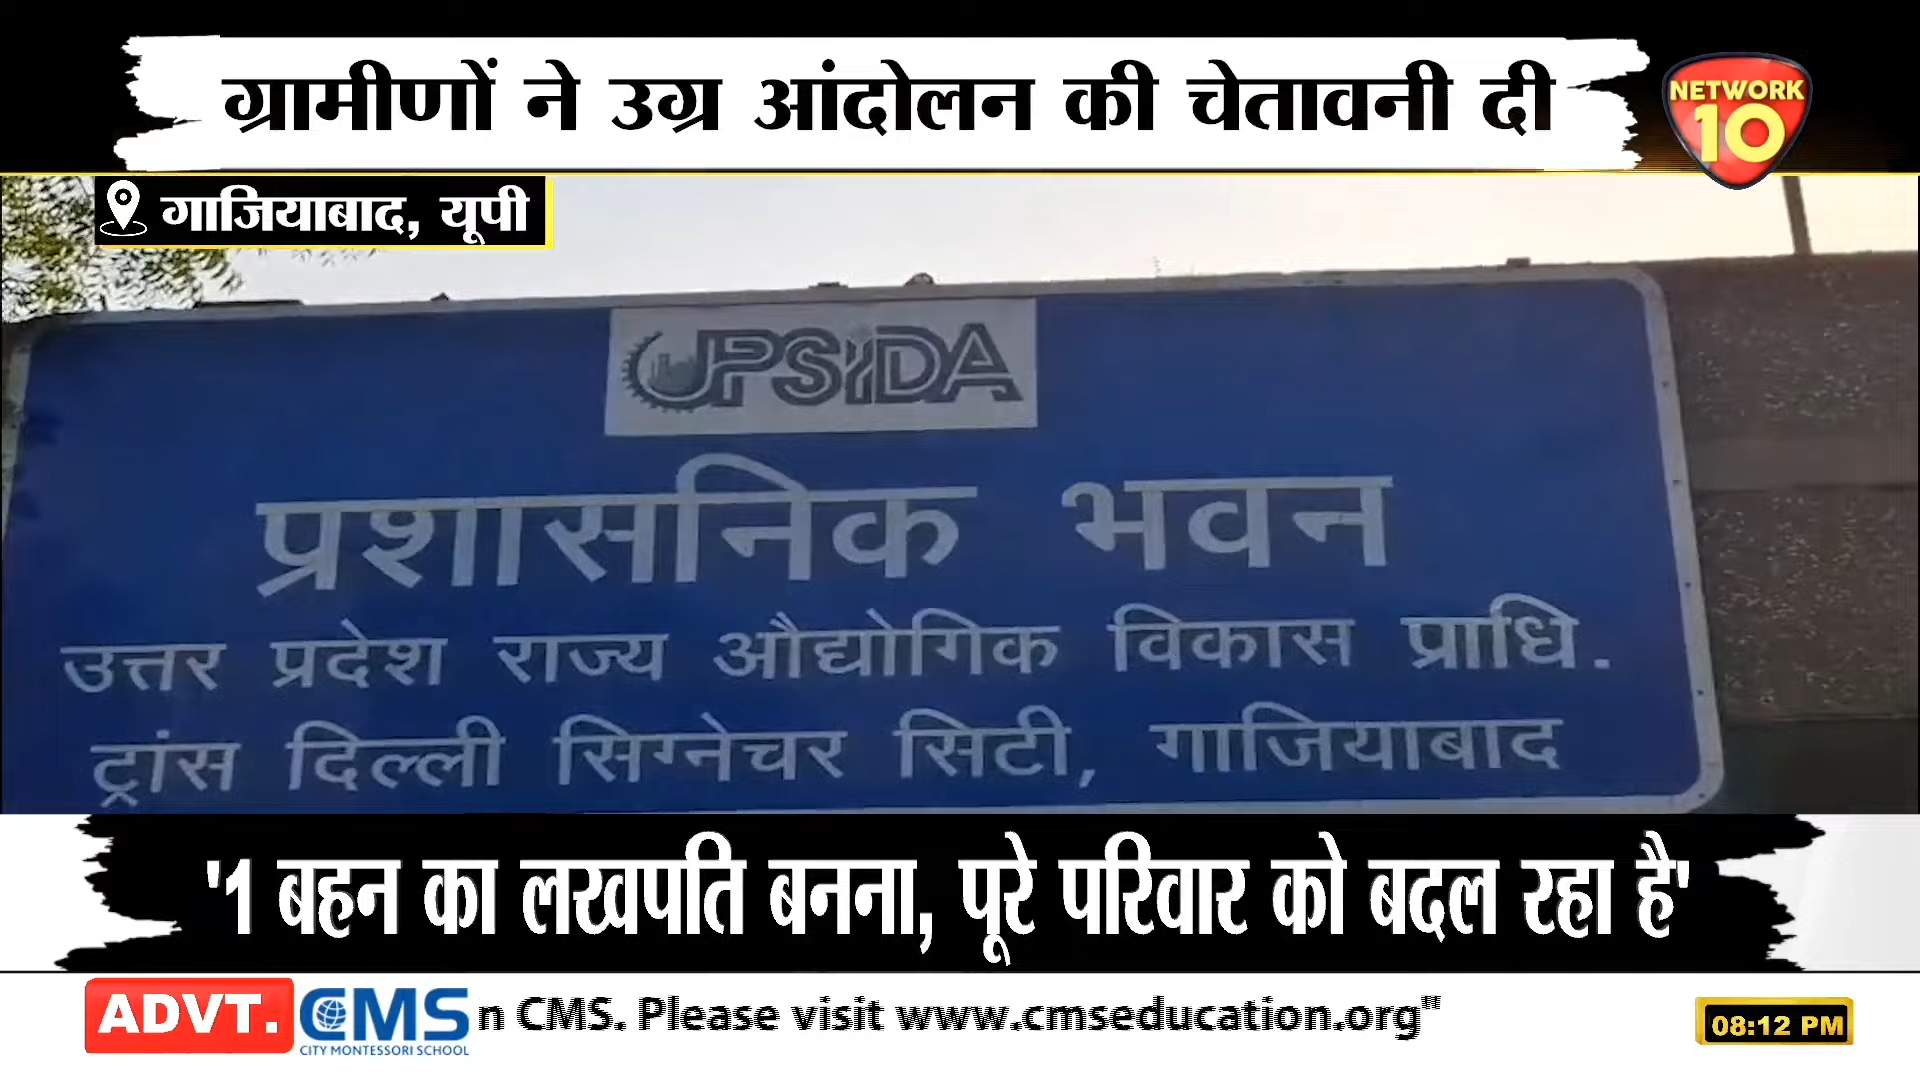 ग्रामीणों ने उग्र आंदोलन की चेतावनी दी
NETWORK
10
गाजियाबाद, यूपी
UPSIDA
प्रशासनिक भवन
उत्तर प्रदेश राज्य औद्योगिक विकास प्राधि.
ट्रांस दिल्ली सिग्नेचर सिटी, गाजियाबाद
'1 बहन का लखपति बनना, पूरे परिवार को बदल रहा है'
ADVT. CMS n CMS. Please visit www.cmseducation.org"
CITY MONTESSORI SCHOOL
08:12 PM